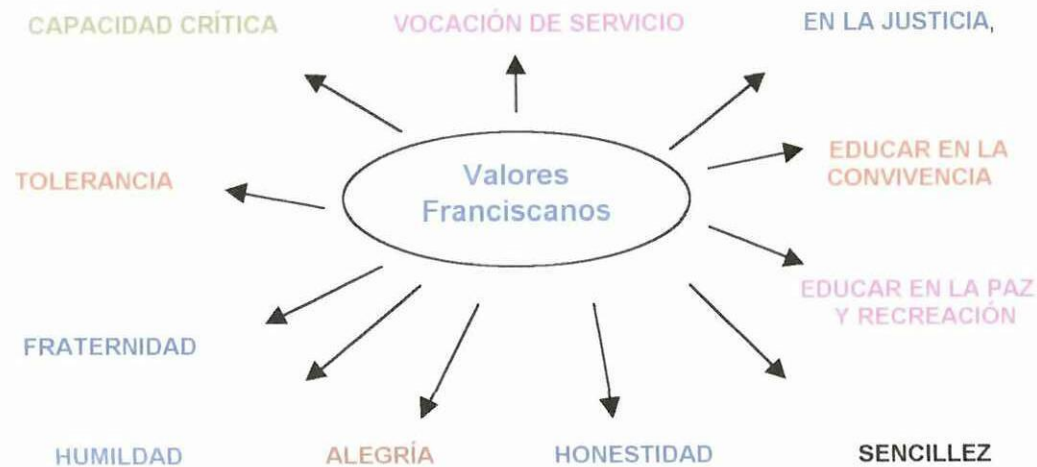 CAPACIDAD CRÍTICA
VOCACIÓN DE SERVICIO
EN LA JUSTICIA,
TOLERANCIA
Valores
Franciscanos
EDUCAR EN LA
CONVIVENCIA
EDUCAR EN LA PAZ
Y RECREACIÓN
FRATERNIDAD
HUMILDAD
ALEGRÍA
HONESTIDAD
SENCILLEZ